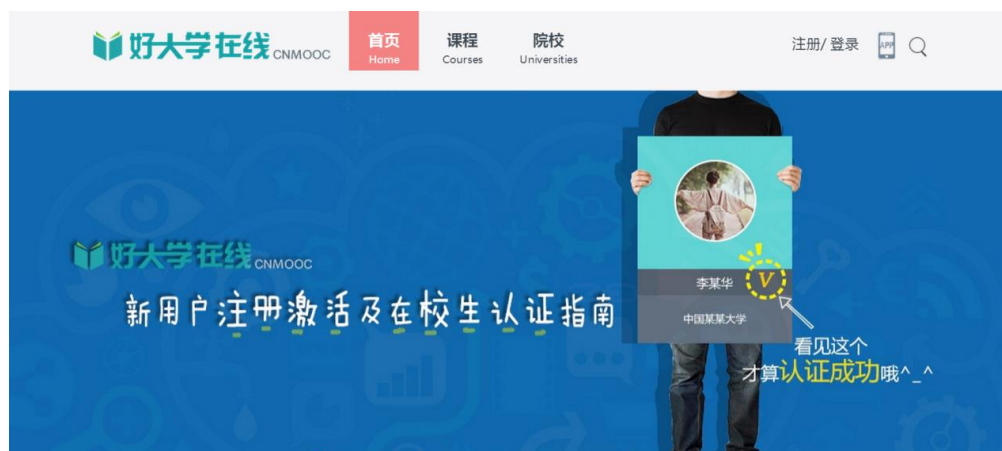 好大学在线 CNMOOC
首页
Home
课程
Courses
院校
Universities
注册/ 登录
APP
好大学在线 CNMOOC
新用户注册激活及在校生认证指南
李某华
V
中国某某大学
看见这个
才算认证成功哦^_^